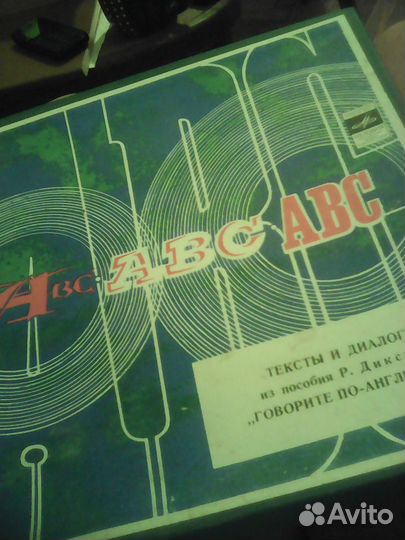 ABC·ABC·ABC
ТЕКСТЫ И ДИАЛОГ
из пособия Р. Дикс
„ГОВОРИТЕ ПО-АНГЛ
Avito